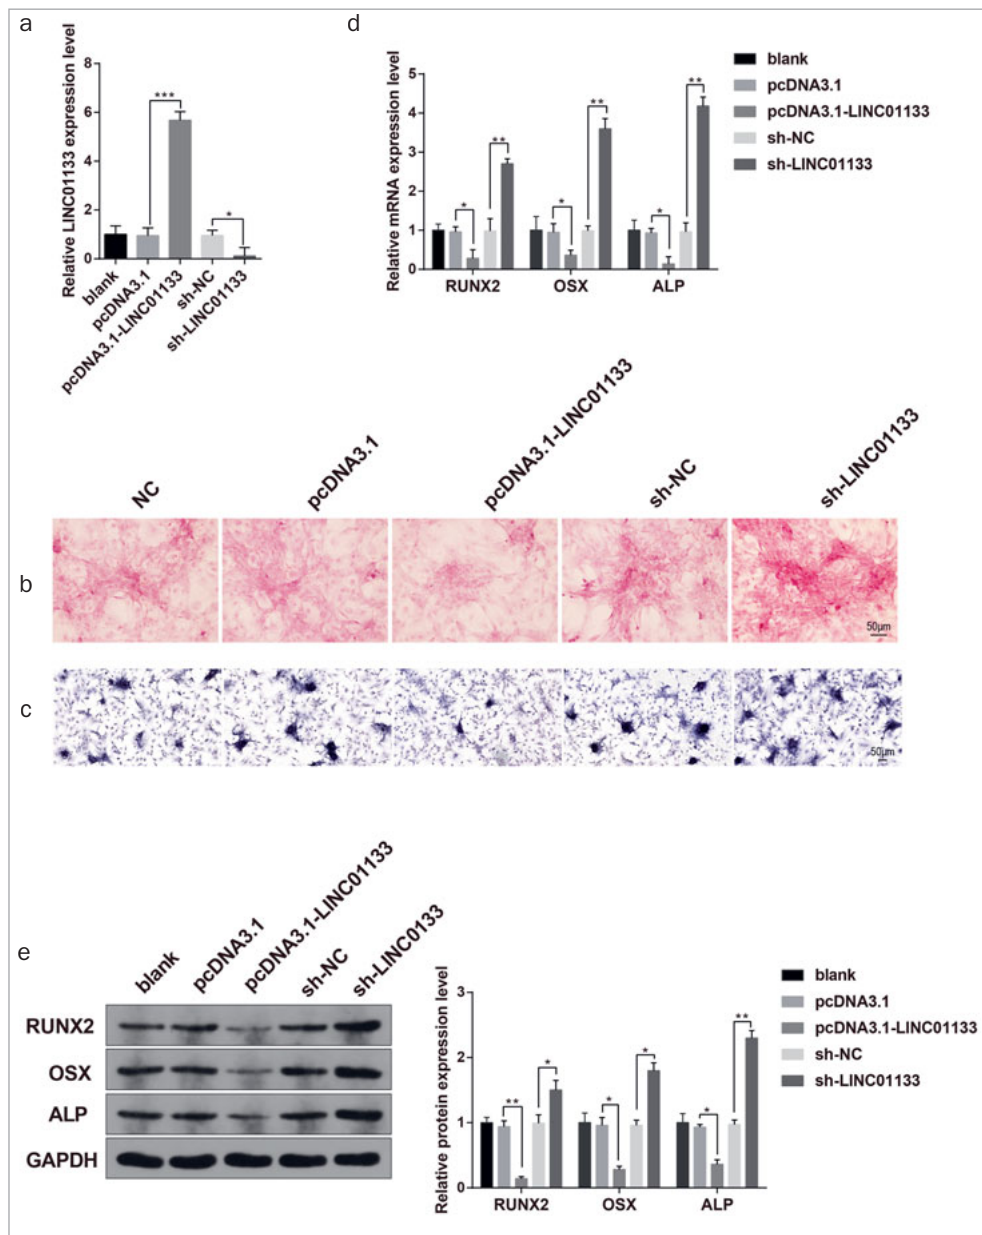 a
Relative LINC01133 expression level
8
6
4
2
0
***
*
blank
pcDNA3.1
pcDNA3.1-LINC01133
sh-NC
sh-LINC01133
d
Relative mRNA expression level
5
4
3
2
1
0
*
**
*
**
*
**
RUNX2 OSX ALP
blank
pcDNA3.1
pcDNA3.1-LINC01133
sh-NC
sh-LINC01133
NC
pcDNA3.1
pcDNA3.1-LINC01133
sh-NC
sh-LINC01133
b
50µm
c
50µm
e
blank
pcDNA3.1
pcDNA3.1-LINC01133
sh-NC
sh-LINC0133
RUNX2
OSX
ALP
GAPDH
Relative protein expression level
3
2
1
0
**
*
*
*
*
**
RUNX2 OSX ALP
blank
pcDNA3.1
pcDNA3.1-LINC01133
sh-NC
sh-LINC01133